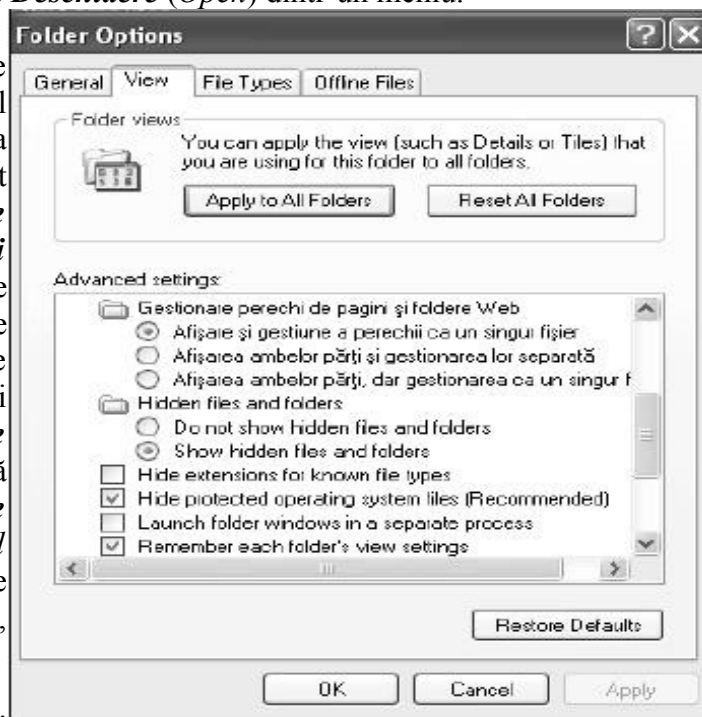 Deschidere (Open) dintr-un meniu.
Folder Options
General View File Types Offline Files
Folder views
You can apply the view (such as Details or Tiles) that
you are using for this folder to all folders.
Apply to All Folders Reset All Folders
Advanced settings:
Gestionare perechi de pagini şi foldere Web
Afişare şi gestiune a perechii ca un singur fişier
Afişarea ambelor părţi şi gestionarea lor separată
Afişarea ambelor părţi, dar gestionarea ca un singur f
Hidden files and folders
Do not show hidden files and folders
Show hidden files and folders
Hide extensions for known file types
Hide protected operating system files (Recommended)
Launch folder windows in a separate process
Remember each folder's view settings
Restore Defaults
OK Cancel Apply